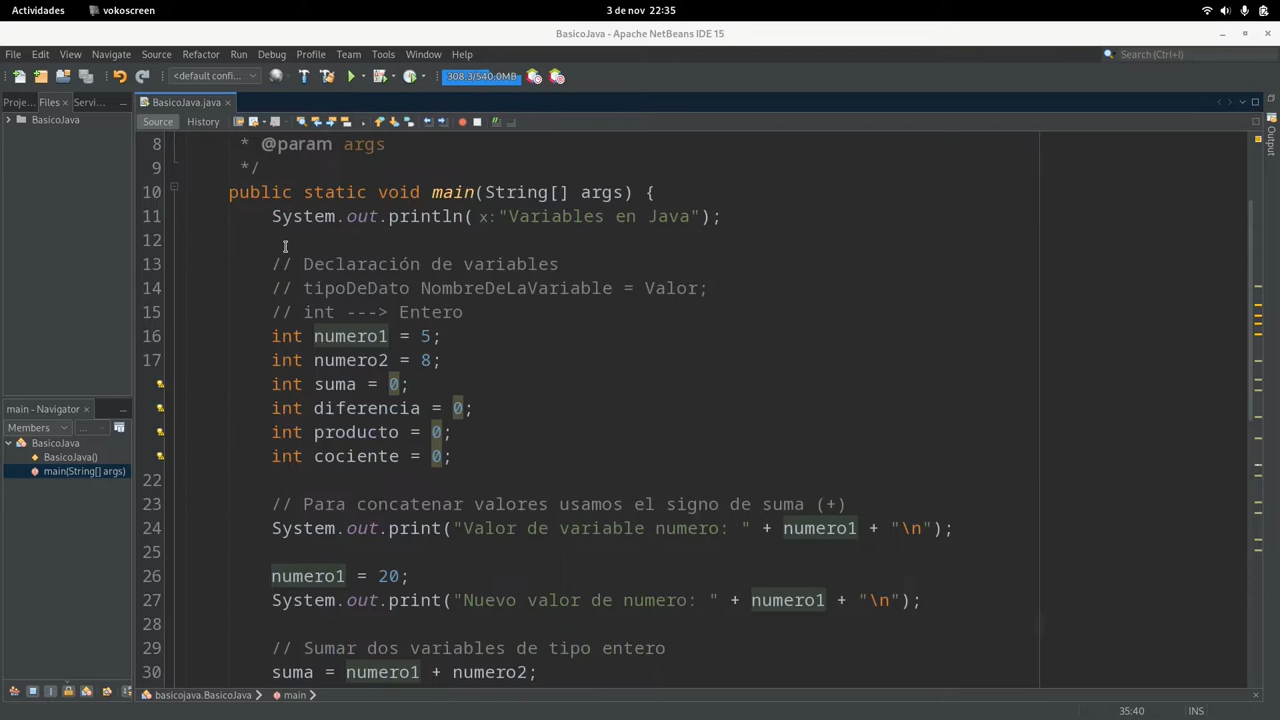 Actividades vokoscreen 3 de nov 22:35
BasicoJava - Apache NetBeans IDE 15
File Edit View Navigate Source Refactor Run Debug Profile Team Tools Window Help Search (Ctrl+I)
<default confi... 308.3/540.0MB
Proje... Files Servi... BasicoJava.java
BasicoJava
Source History
Output
8 * @param args
9 */
10 public static void main(String[] args) {
11 System.out.println( x: "Variables en Java");
12
13 // Declaración de variables
14 // tipoDeDato NombreDeLaVariable = Valor;
15 // int ---> Entero
16 int numero1 = 5;
17 int numero2 = 8;
int suma = 0;
int diferencia = 0;
int producto = 0;
int cociente = 0;
22
23 // Para concatenar valores usamos el signo de suma (+)
24 System.out.print("Valor de variable numero: " + numero1 + "\n");
25
26 numero1 = 20;
27 System.out.print("Nuevo valor de numero: " + numero1 + "\n");
28
29 // Sumar dos variables de tipo entero
30 suma = numero1 + numero2;
main - Navigator
Members ...
BasicoJava
BasicoJava()
main(String[] args)
basicojava.BasicoJava main
35:40 INS